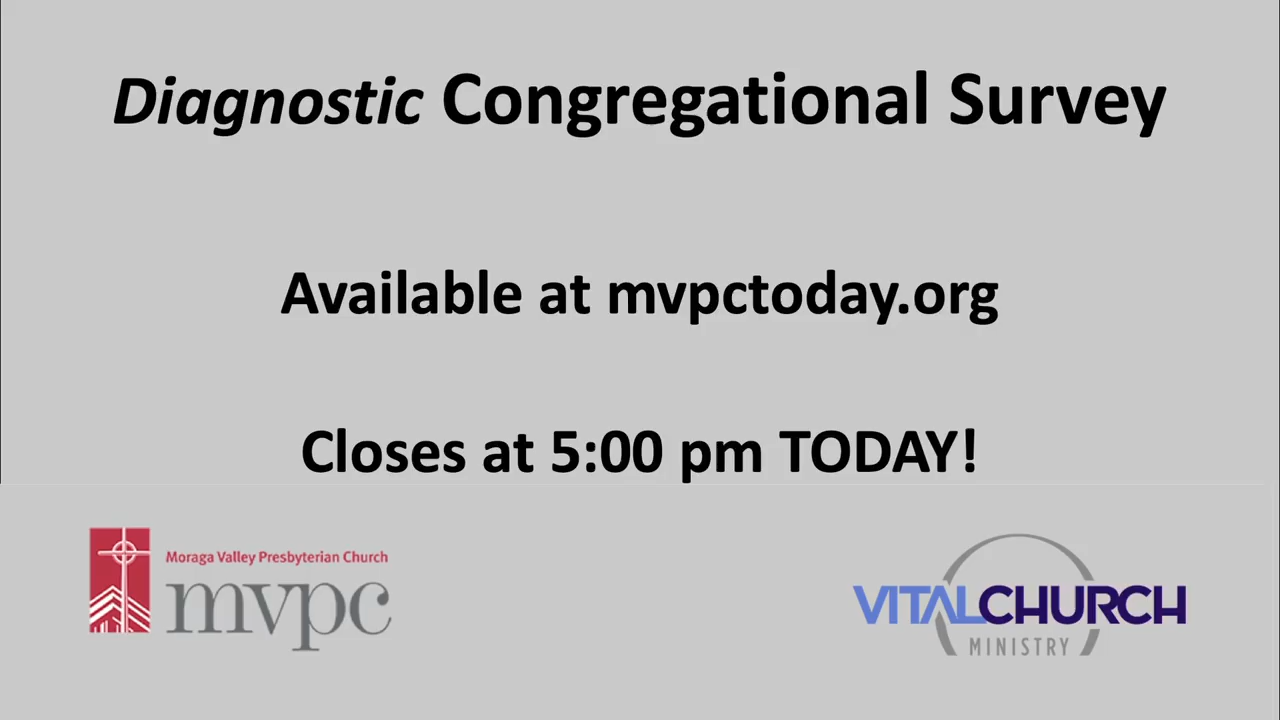 Diagnostic Congregational Survey
Available at mvpctoday.org
Closes at 5:00 pm TODAY!
Moraga Valley Presbyterian Church
mvpc
VITALCHURCH
MINISTRY